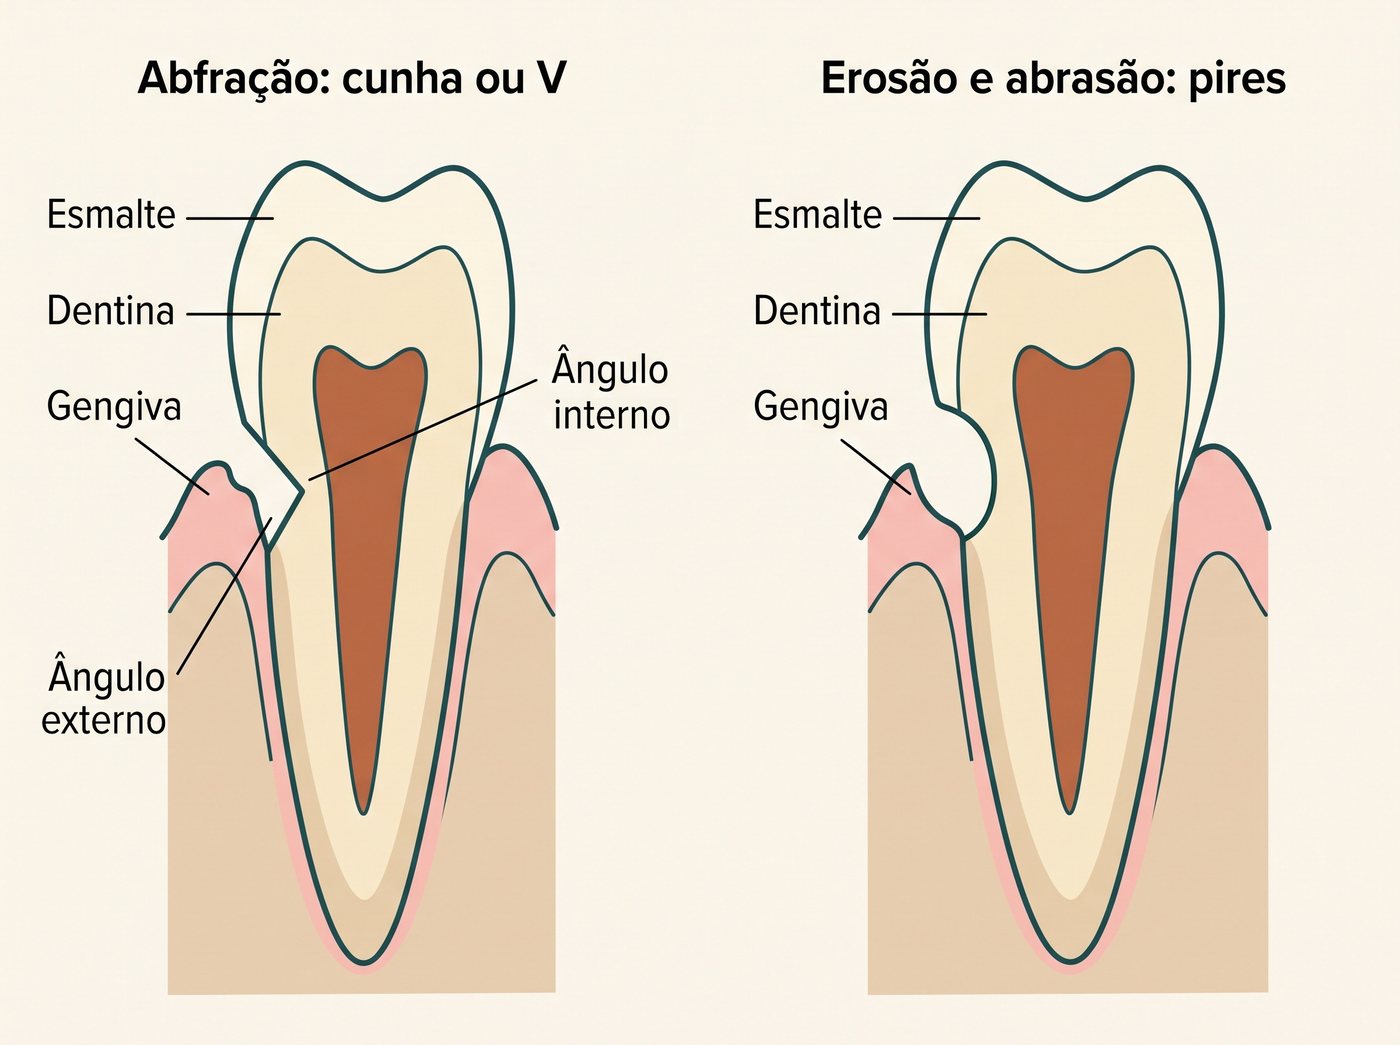 Abfração: cunha ou V
Esmalte
Dentina
Gengiva
Ângulo
interno
Ângulo
externo
Erosão e abrasão: pires
Esmalte
Dentina
Gengiva